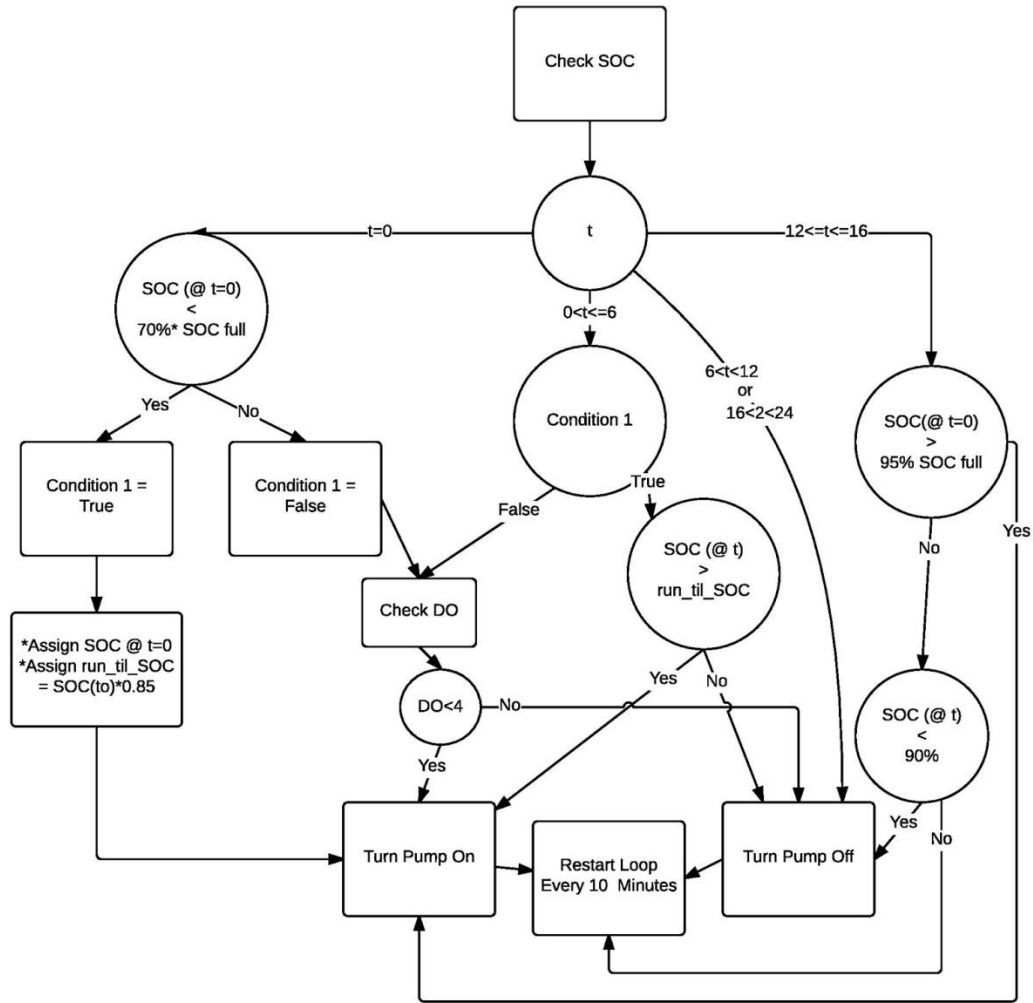 Check SOC
t
t=0
12<=t<=16
0<t<=6
6<t<12
or
16<2<24
SOC (@ t=0)
<
70%* SOC full
Yes
No
Condition 1 =
True
Condition 1 =
False
Condition 1
True
False
SOC(@ t=0)
>
95% SOC full
Yes
No
SOC (@ t)
>
run_til_SOC
Yes
No
Check DO
*Assign SOC @ t=0
*Assign run_til_SOC
= SOC(to)*0.85
DO<4
No
Yes
SOC (@ t)
<
90%
Yes
No
Turn Pump On
Restart Loop
Every 10 Minutes
Turn Pump Off